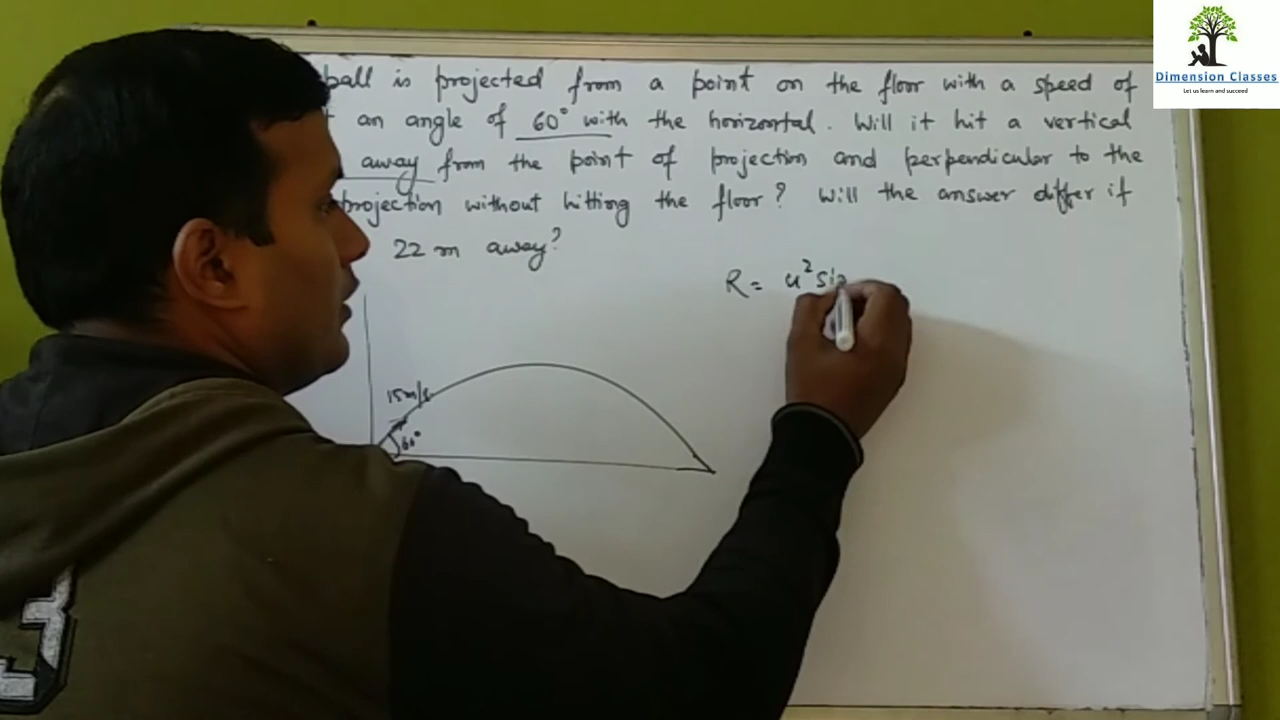 ball is projected from a point on the floor with a speed of
an angle of 60° with the horizontal. Will it hit a vertical
away from the point of projection and perpendicular to the
projection without hitting the floor? Will the answer differ if
22 m away?
R = u² sin
15m/s
60°
Dimension Classes
Let us learn and succeed